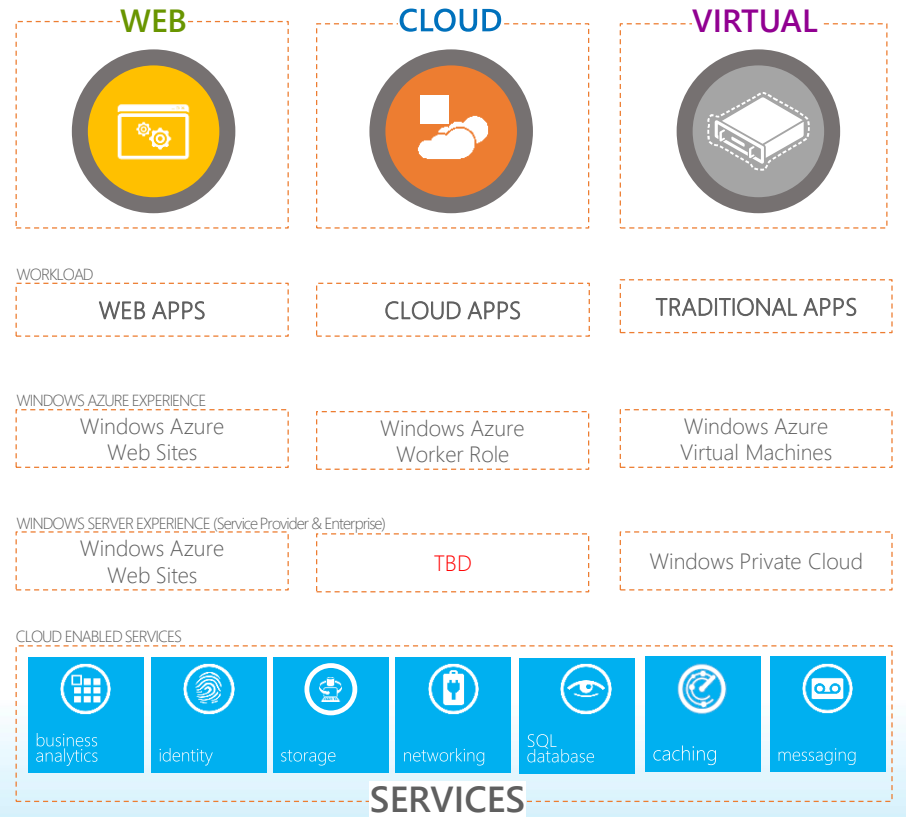 WEB
CLOUD
VIRTUAL
WORKLOAD
WEB APPS
CLOUD APPS
TRADITIONAL APPS
WINDOWS AZURE EXPERIENCE
Windows Azure
Web Sites
Windows Azure
Worker Role
Windows Azure
Virtual Machines
WINDOWS SERVER EXPERIENCE (Service Provider & Enterprise)
Windows Azure
Web Sites
TBD
Windows Private Cloud
CLOUD ENABLED SERVICES
business
analytics
identity
storage
networking
SQL
database
caching
messaging
SERVICES